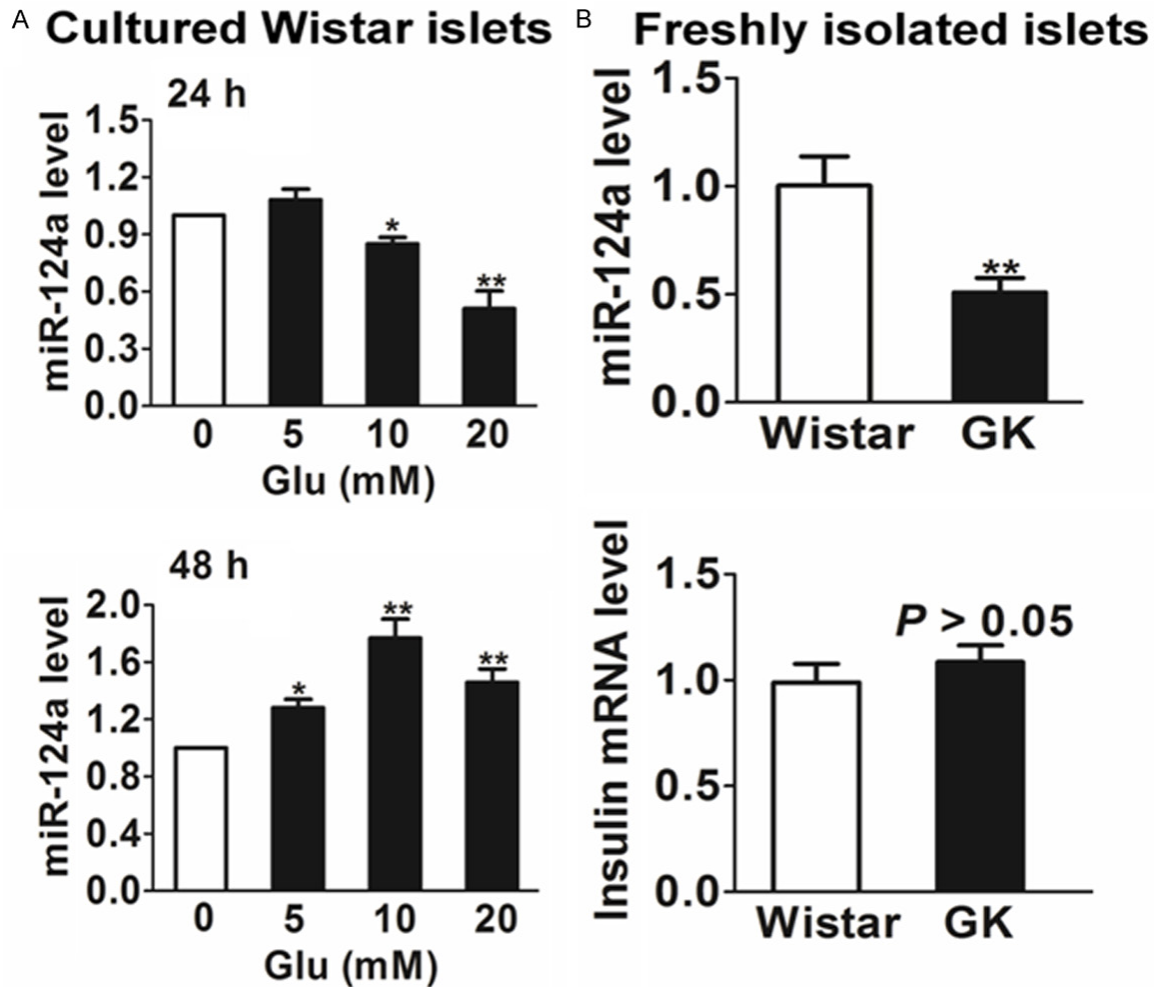 A Cultured Wistar islets
24 h
miR-124a level
1.5
1.2
0.9
0.6
0.3
0.0
*
**
0 5 10 20
Glu (mM)
48 h
miR-124a level
2.0
1.6
1.2
0.8
0.4
0.0
*
**
**
0 5 10 20
Glu (mM)
B Freshly isolated islets
miR-124a level
1.5
1.0
0.5
0.0
**
Wistar GK
Insulin mRNA level
1.5
1.0
0.5
0.0
P > 0.05
Wistar GK